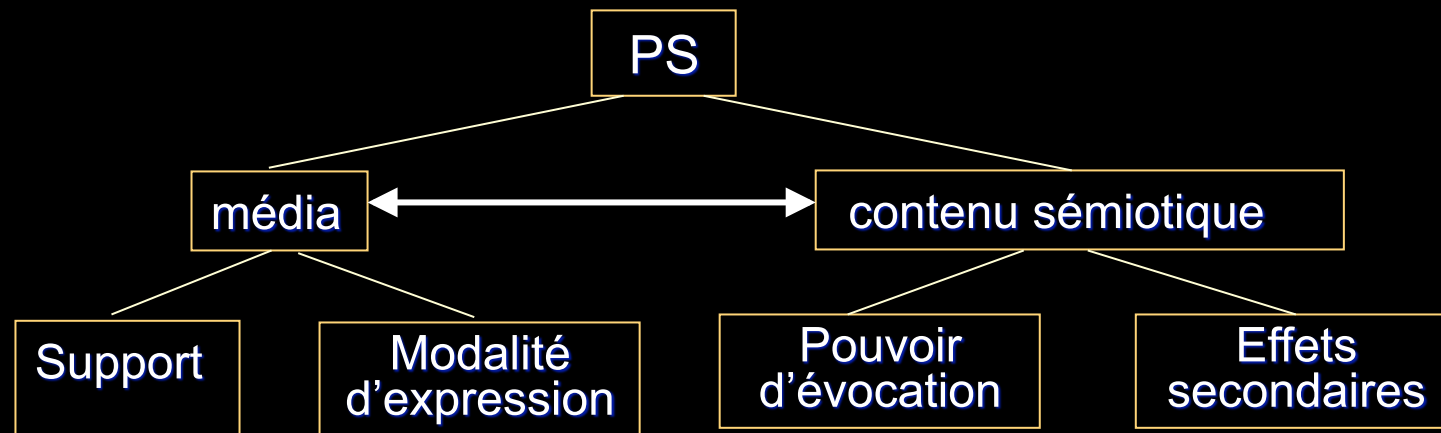 PS
média
contenu sémiotique
Support
Modalité
d’expression
Pouvoir
d’évocation
Effets
secondaires